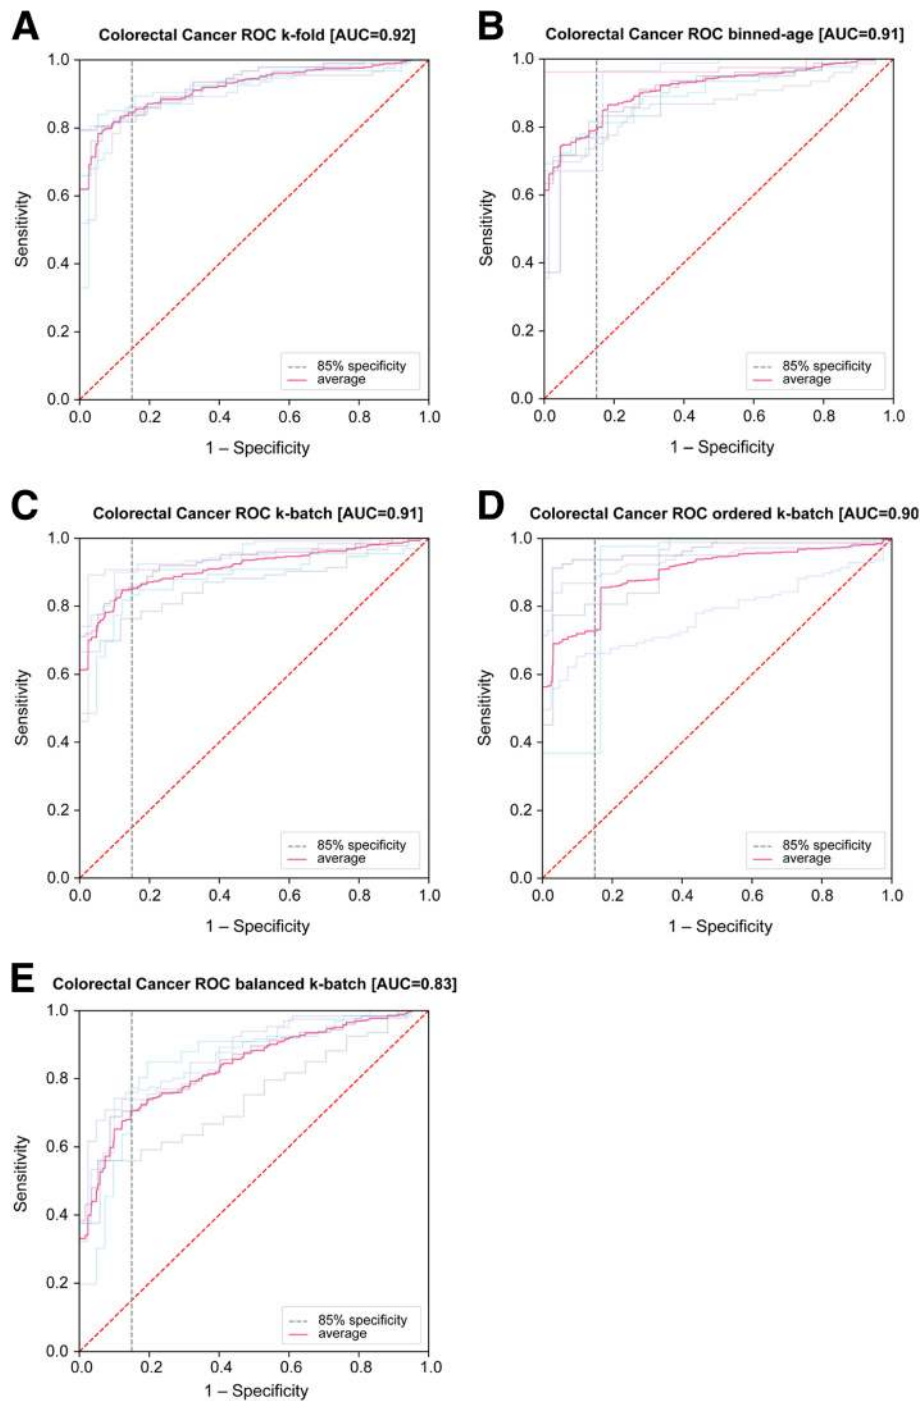 A
Colorectal Cancer ROC k-fold [AUC=0.92]
1.0
0.8
0.6
0.4
0.2
0.0
Sensitivity
85% specificity
average
0.0 0.2 0.4 0.6 0.8 1.0
1 – Specificity
B
Colorectal Cancer ROC binned-age [AUC=0.91]
1.0
0.8
0.6
0.4
0.2
0.0
Sensitivity
85% specificity
average
0.0 0.2 0.4 0.6 0.8 1.0
1 – Specificity
C
Colorectal Cancer ROC k-batch [AUC=0.91]
1.0
0.8
0.6
0.4
0.2
0.0
Sensitivity
85% specificity
average
0.0 0.2 0.4 0.6 0.8 1.0
1 – Specificity
D
Colorectal Cancer ROC ordered k-batch [AUC=0.90
1.0
0.8
0.6
0.4
0.2
0.0
Sensitivity
85% specificity
average
0.0 0.2 0.4 0.6 0.8 1.0
1 – Specificity
E
Colorectal Cancer ROC balanced k-batch [AUC=0.83]
1.0
0.8
0.6
0.4
0.2
0.0
Sensitivity
85% specificity
average
0.0 0.2 0.4 0.6 0.8 1.0
1 – Specificity